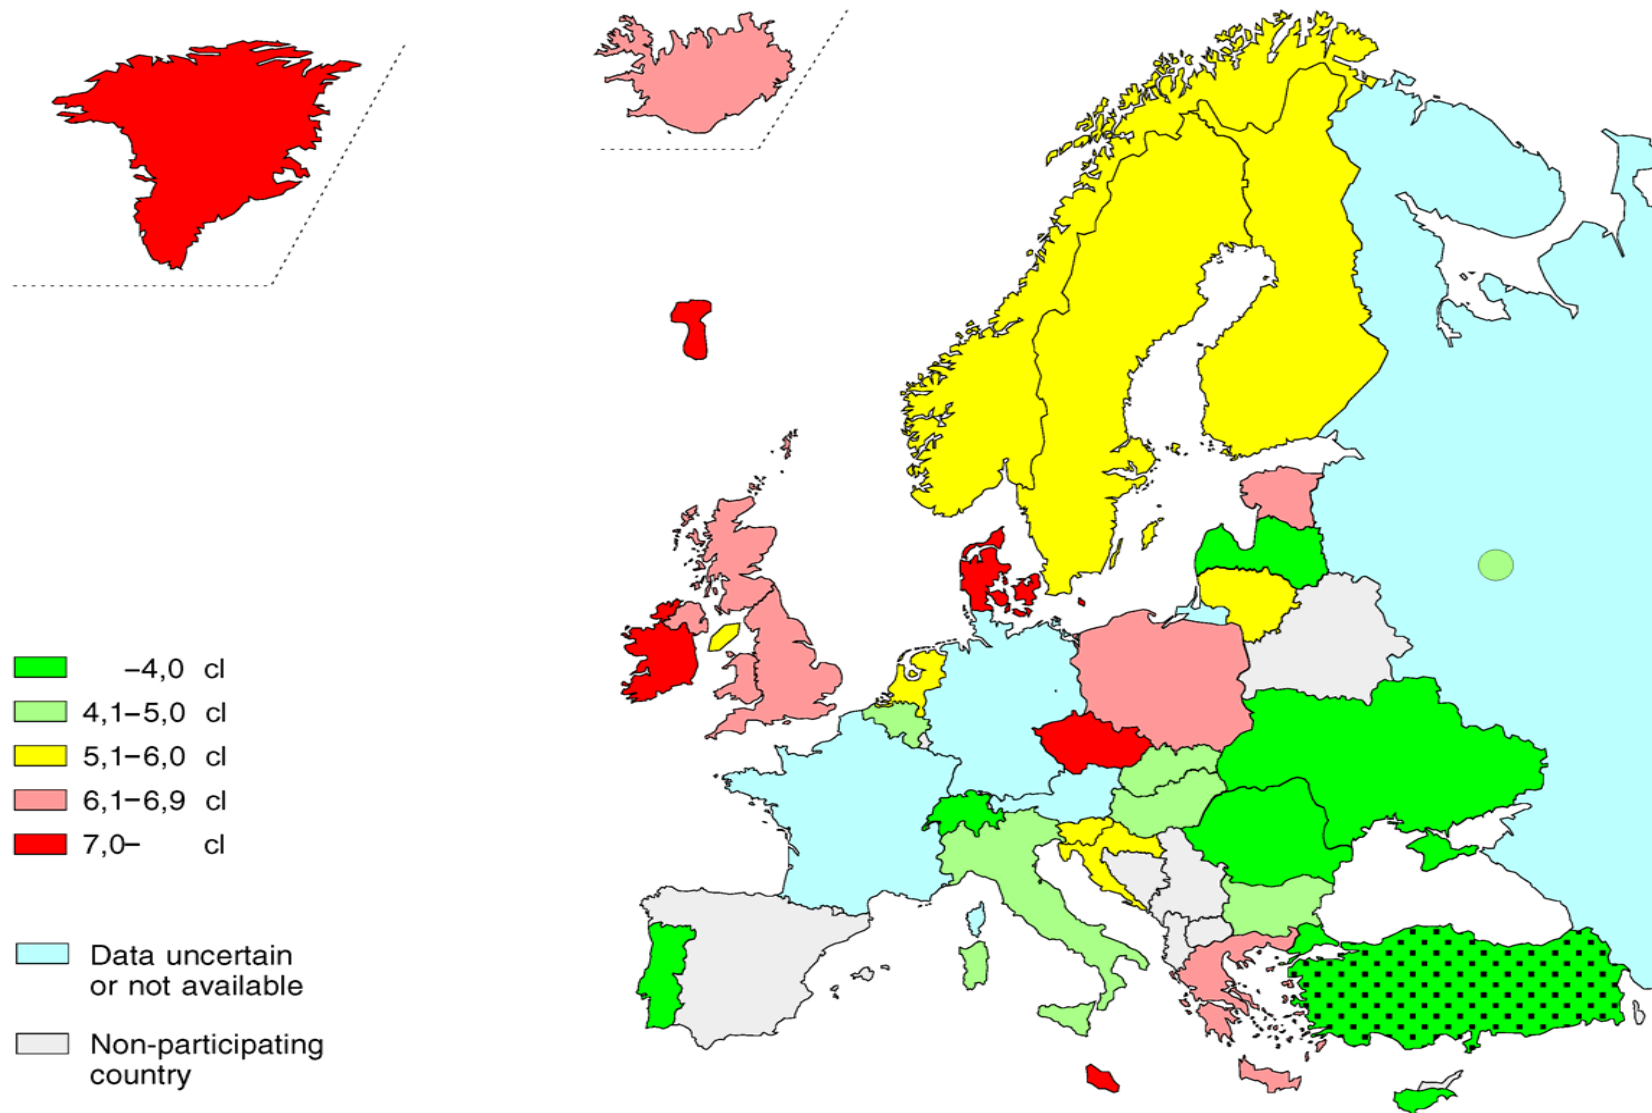 –4,0 cl
4,1–5,0 cl
5,1–6,0 cl
6,1–6,9 cl
7,0– cl
Data uncertain
or not available
Non-participating
country